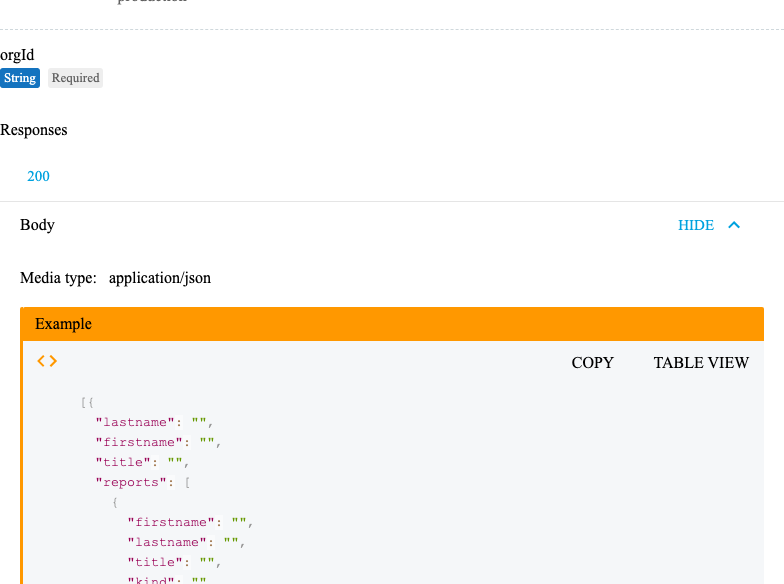 production
orgId
String Required
Responses
200
Body HIDE
Media type: application/json
Example
<> COPY TABLE VIEW
[{
"lastname": "",
"firstname": "",
"title": "",
"reports": [
{
"firstname": "",
"lastname": "",
"title": "",
"kind": ""